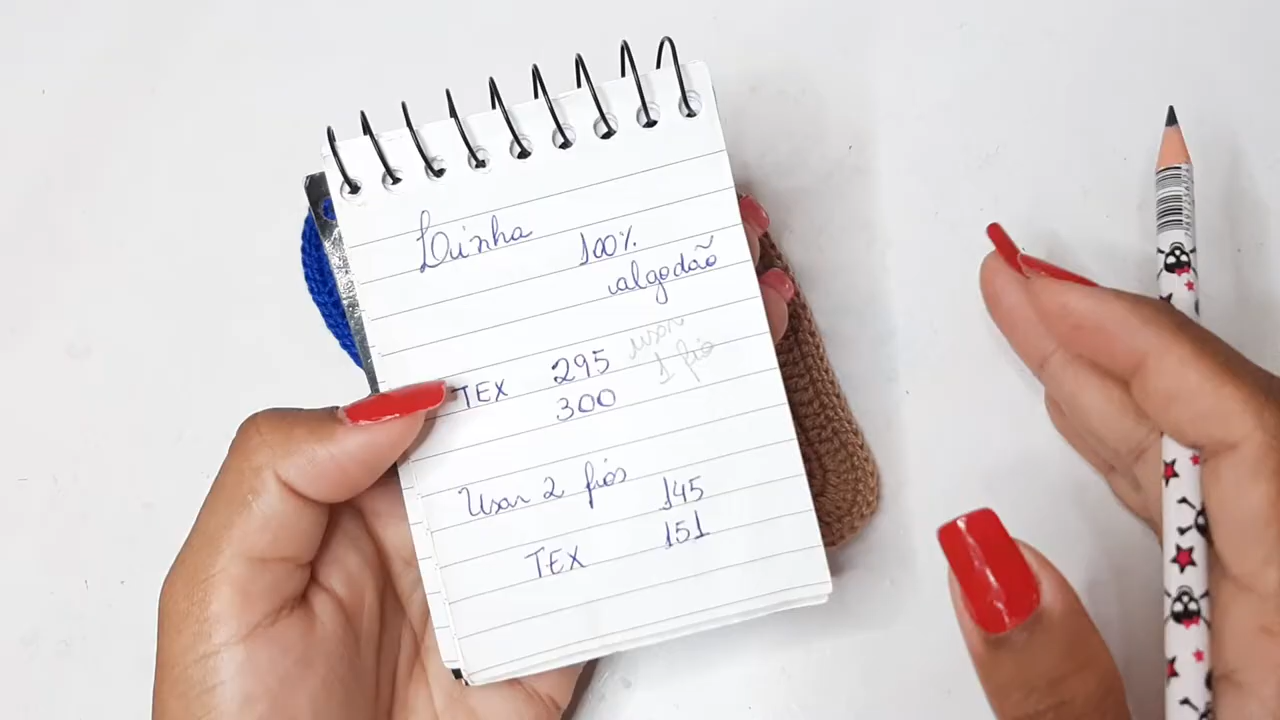 Linha
100%
algodão
TEX 295 usar
300 1 fio
Usar 2 fios
145
TEX 151